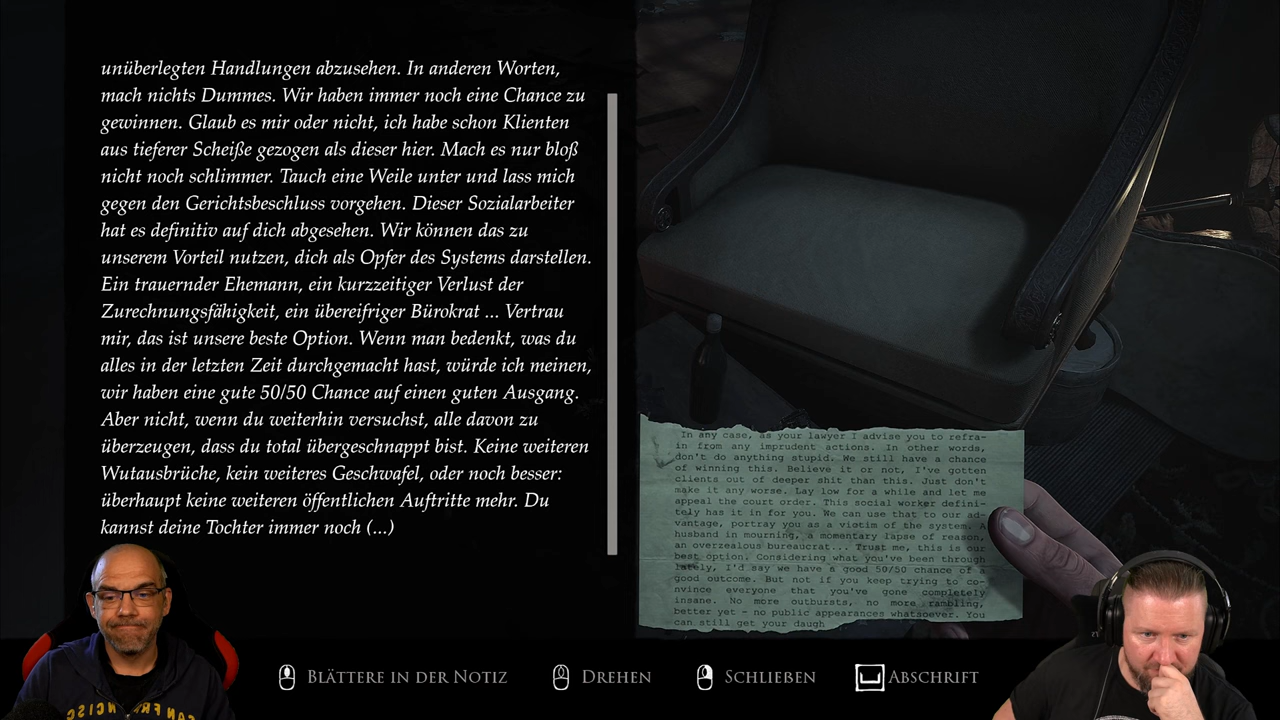 unüberlegten Handlungen abzusehen. In anderen Worten,
mach nichts Dummes. Wir haben immer noch eine Chance zu
gewinnen. Glaub es mir oder nicht, ich habe schon Klienten
aus tieferer Scheiße gezogen als dieser hier. Mach es nur bloß
nicht noch schlimmer. Tauch eine Weile unter und lass mich
gegen den Gerichtsbeschluss vorgehen. Dieser Sozialarbeiter
hat es definitiv auf dich abgesehen. Wir können das zu
unserem Vorteil nutzen, dich als Opfer des Systems darstellen.
Ein trauernder Ehemann, ein kurzzeitiger Verlust der
Zurechnungsfähigkeit, ein übereifriger Bürokrat ... Vertrau
mir, das ist unsere beste Option. Wenn man bedenkt, was du
alles in der letzten Zeit durchgemacht hast, würde ich meinen,
wir haben eine gute 50/50 Chance auf einen guten Ausgang.
Aber nicht, wenn du weiterhin versuchst, alle davon zu
überzeugen, dass du total übergeschnappt bist. Keine weiteren
Wutausbrüche, kein weiteres Geschwafel, oder noch besser:
überhaupt keine weiteren öffentlichen Auftritte mehr. Du
kannst deine Tochter immer noch (...)
In any case, as your lawyer I advise you to refra-
in from any imprudent actions. In other words,
don't do anything stupid. We still have a chance
of winning this. Believe it or not, I've gotten
clients out of deeper shit than this. Just don't
make it any worse. Lay low for a while and let me
appeal the court order. This social worker defini-
tely has it in for you. We can use that to our ad-
vantage, portray you as a victim of the system. A
husband in mourning, a momentary lapse of reason,
an overzealous bureaucrat... Trust me, this is our
best option. Considering what you've been through
lately, I'd say we have a good 50/50 chance of a
good outcome. But not if you keep trying to co-
nvince everyone that you've gone completely
insane. No more outbursts, no more rambling,
better yet - no public appearances whatsoever. You
can still get your daugh
SAN FRANCISC
Blättere in der Notiz
Drehen
Schließen
Abschrift